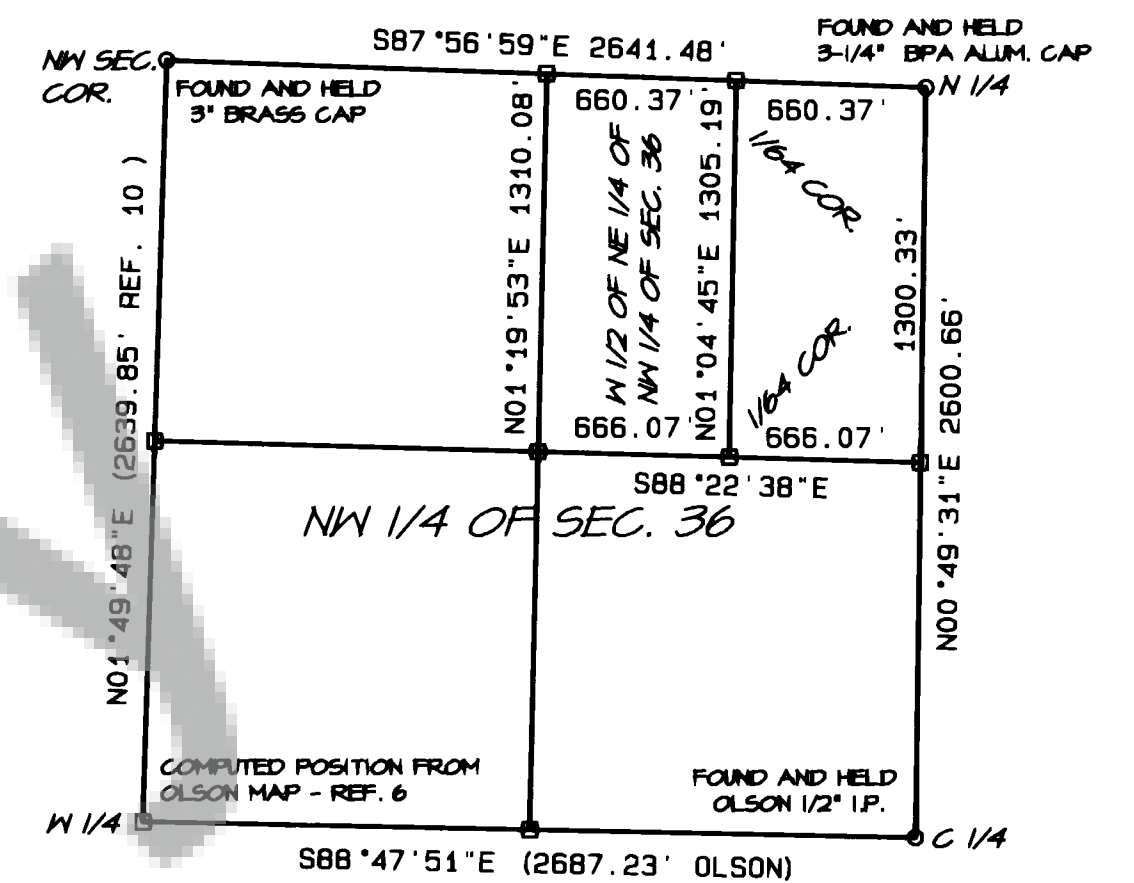 FOUND AND HELD
3-1/4" BPA ALUM. CAP
S87°56'59"E 2641.48'
NW SEC.
COR.
N 1/4
FOUND AND HELD
3" BRASS CAP
660.37'
660.37'
N01°19'53"E 1310.08'
W 1/2 OF NE 1/4 OF
NW 1/4 OF SEC. 36
N01°04'45"E 1305.19'
1/64 COR.
1/64 COR.
1300.33'
N00°49'31"E 2600.66'
N01°49'48"E (2639.85' REF. 10 )
666.07'
666.07'
S88°22'38"E
NW 1/4 OF SEC. 36
COMPUTED POSITION FROM
OLSON MAP - REF. 6
FOUND AND HELD
OLSON 1/2" I.P.
W 1/4
C 1/4
S88°47'51"E (2687.23' OLSON)